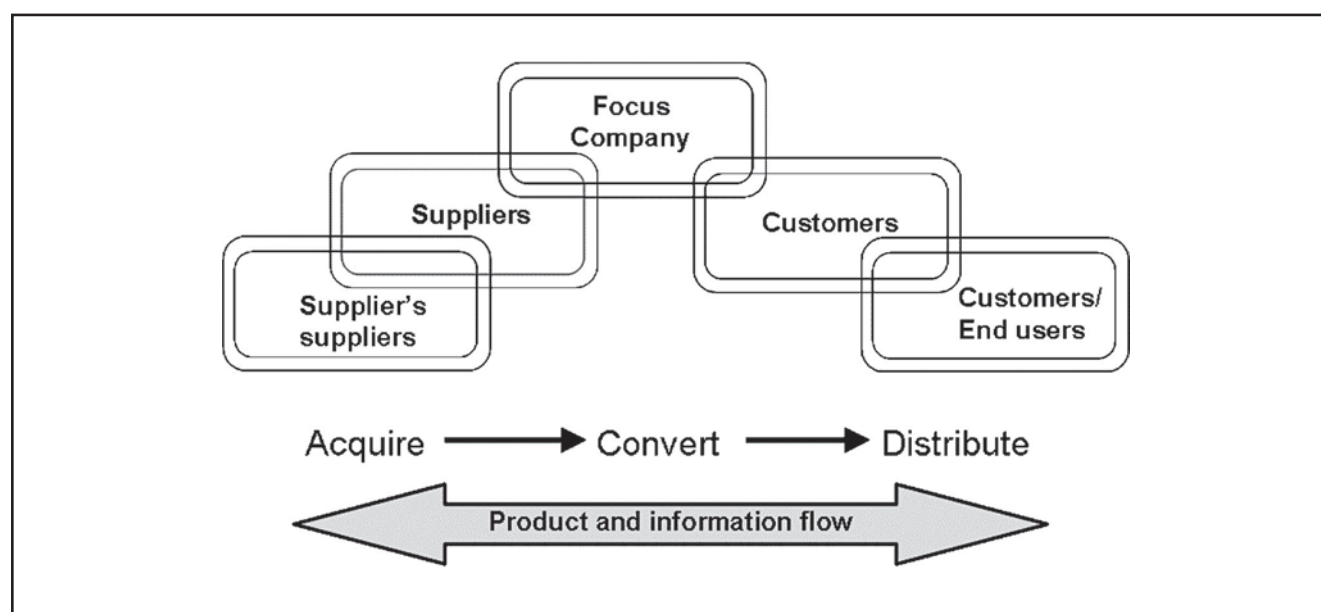 Focus
Company
Suppliers
Customers
Supplier’s
suppliers
Customers/
End users
Acquire Convert Distribute
Product and information flow